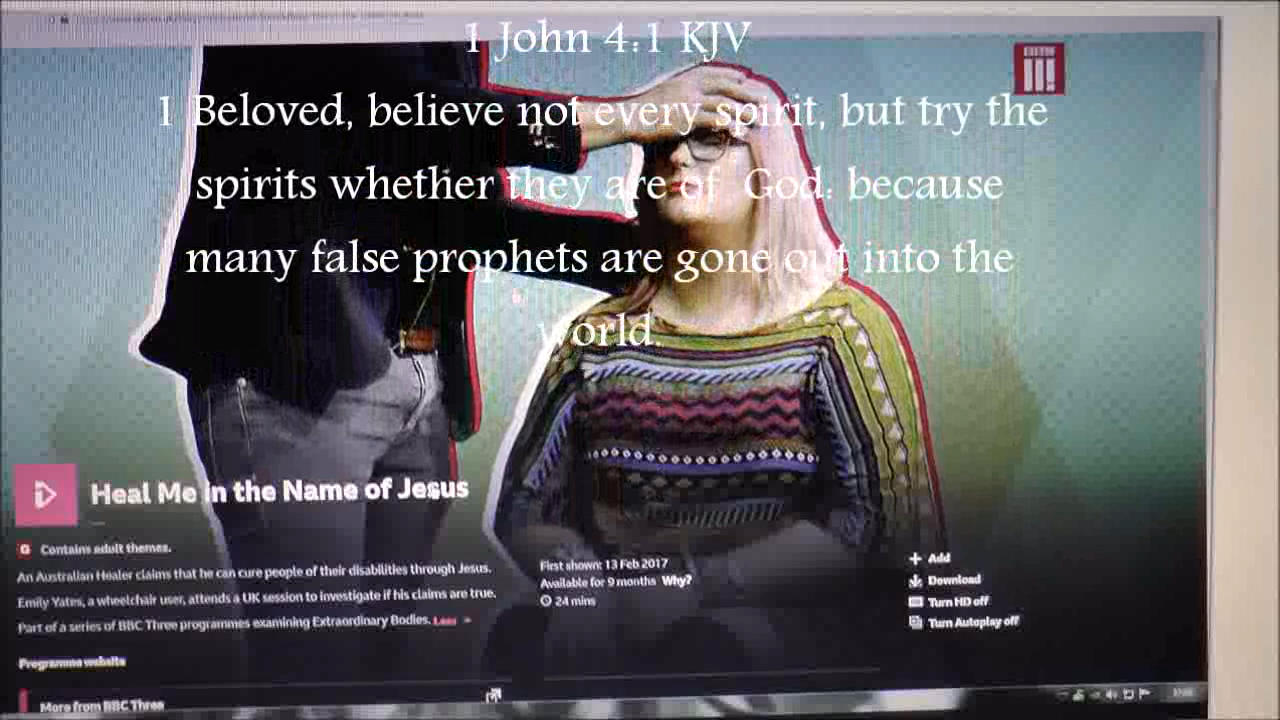 1 John 4:1 KJV
1 Beloved, believe not every spirit, but try the
spirits whether they are of God: because
many false prophets are gone out into the
world.
BBC
Heal Me in the Name of Jesus
G Contains adult themes.
An Australian Healer claims that he can cure people of their disabilities through Jesus.
Emily Yates, a wheelchair user, attends a UK session to investigate if his claims are true.
Part of a series of BBC Three programmes examining Extraordinary Bodies. Less
First shown: 13 Feb 2017
Available for 9 months Why?
24 mins
Add
Download
Turn HD off
Turn Autoplay off
Programme website
More from BBC Three